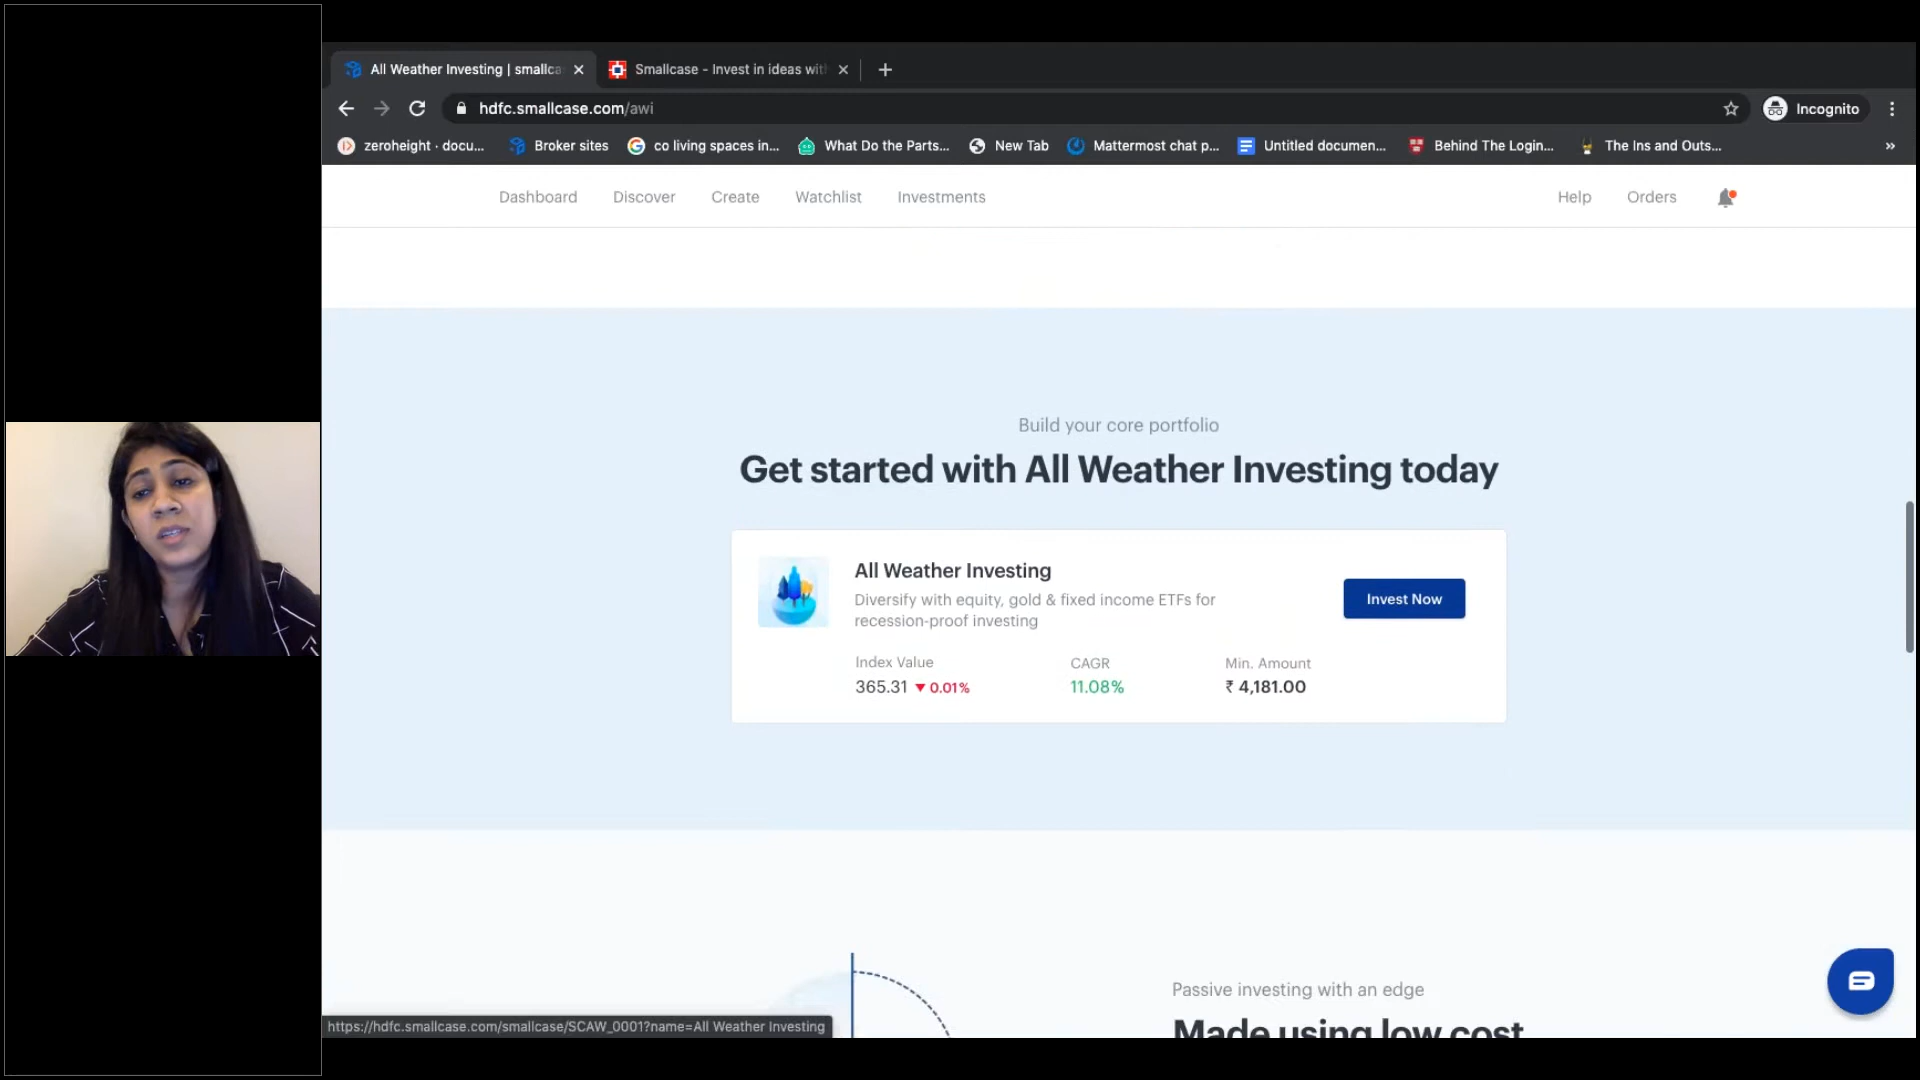 All Weather Investing | smallca
Smallcase - Invest in ideas wit
hdfc.smallcase.com/awi
Incognito
zeroheight · docu...
Broker sites
co living spaces in...
What Do the Parts...
New Tab
Mattermost chat p...
Untitled documen...
Behind The Login...
The Ins and Outs...
»
Dashboard
Discover
Create
Watchlist
Investments
Help
Orders
Build your core portfolio
Get started with All Weather Investing today
All Weather Investing
Diversify with equity, gold & fixed income ETFs for
recession-proof investing
Invest Now
Index Value
365.31 ▼ 0.01%
CAGR
11.08%
Min. Amount
₹ 4,181.00
Passive investing with an edge
Made using low cost
https://hdfc.smallcase.com/smallcase/SCAW_0001?name=All Weather Investing